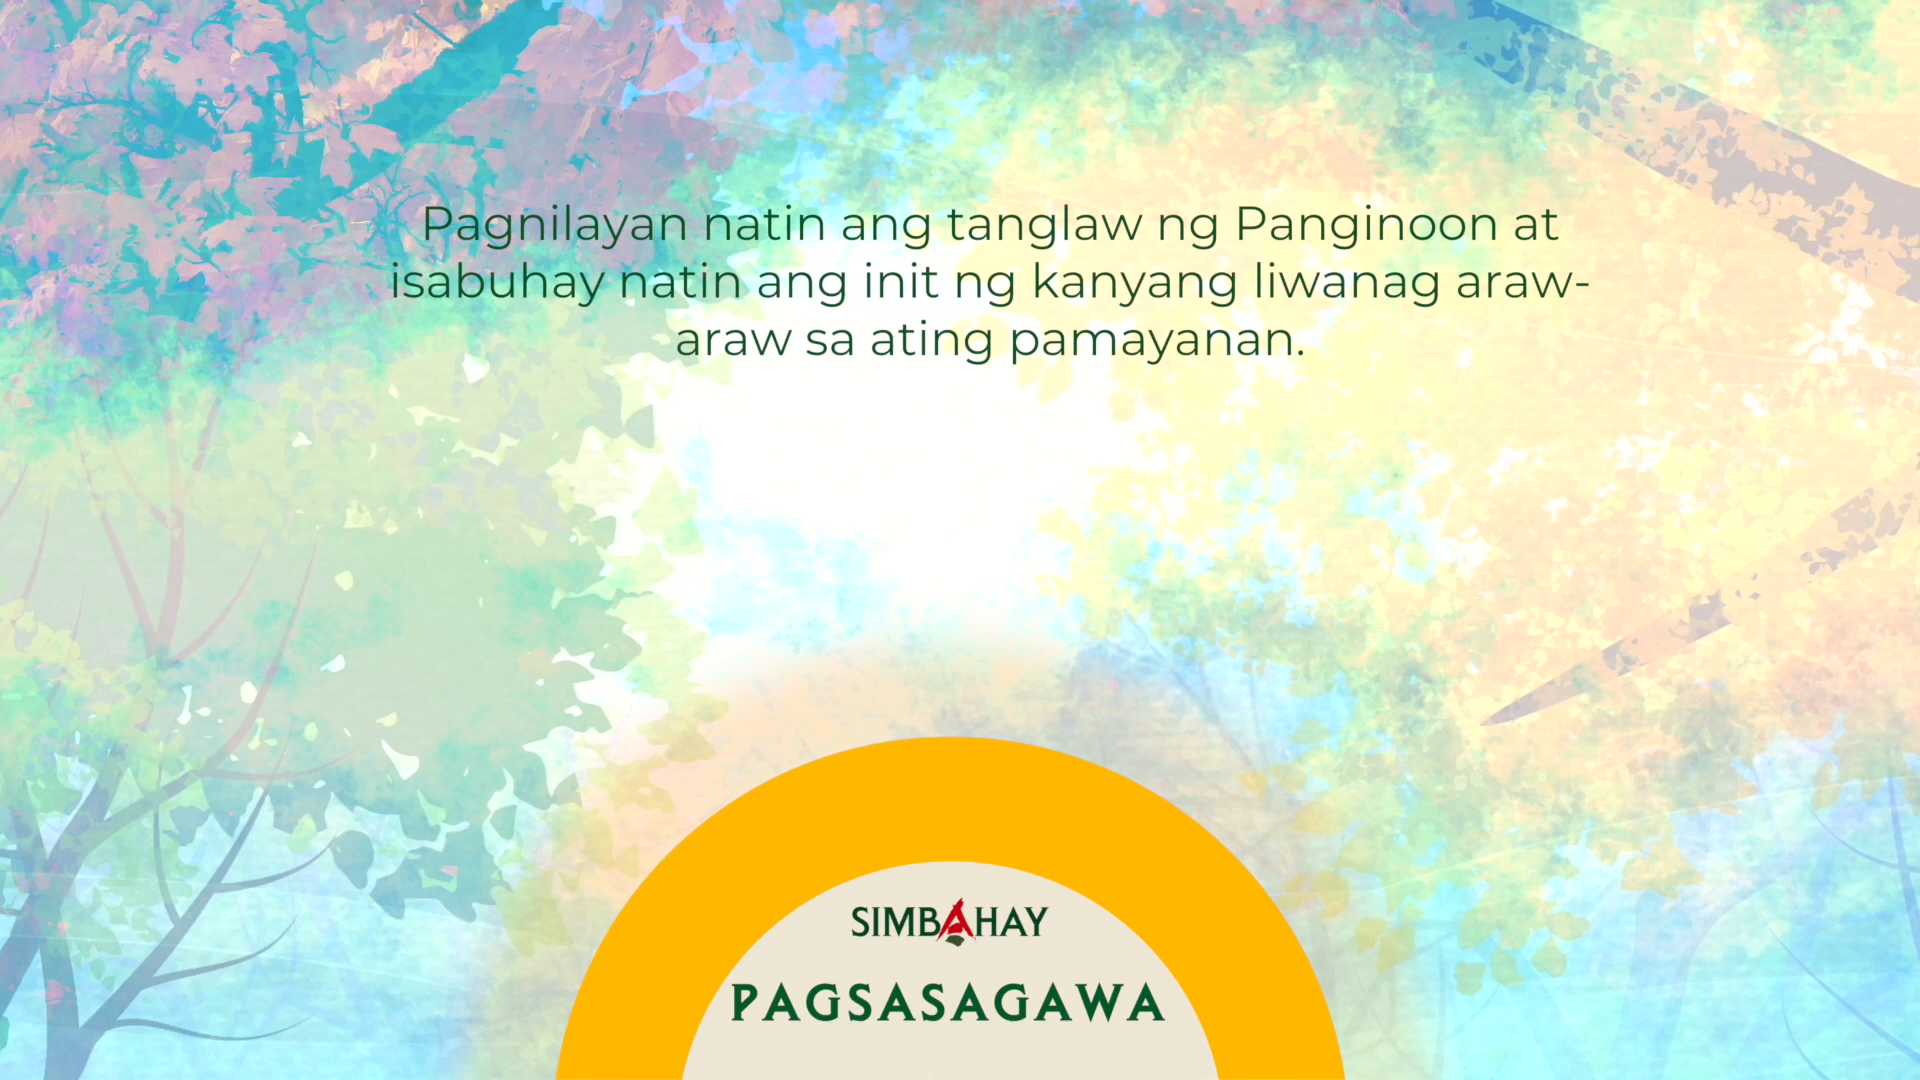 Pagnilayan natin ang tanglaw ng Panginoon at
isabuhay natin ang init ng kanyang liwanag araw-
araw sa ating pamayanan.
SIMBAHAY
PAGSASAGAWA